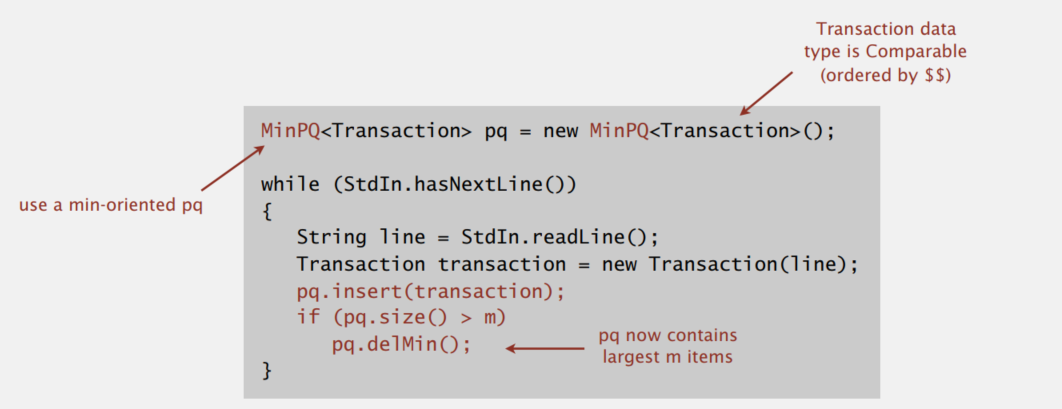 Transaction data
type is Comparable
(ordered by $$)
MinPQ<Transaction> pq = new MinPQ<Transaction>();
while (StdIn.hasNextLine())
use a min-oriented pq
{
String line = StdIn.readLine();
Transaction transaction = new Transaction(line);
pq.insert(transaction);
if (pq.size() > m)
pq.delMin();
pq now contains
largest m items
}